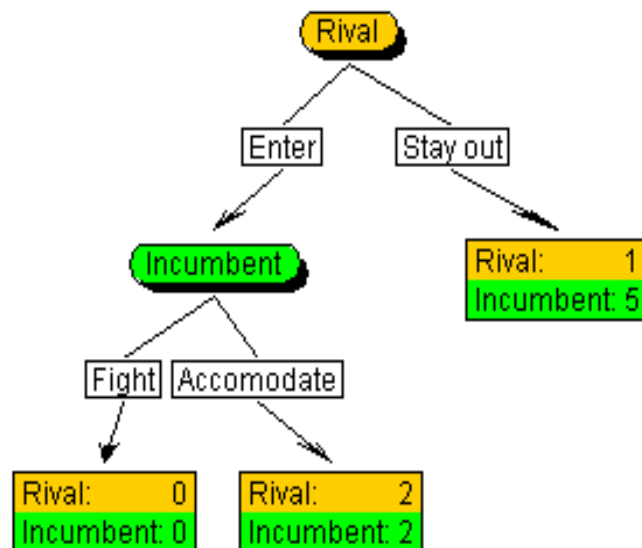 Rival
Enter
Stay out
Incumbent
Rival: 1
Incumbent: 5
Fight
Accomodate
Rival: 0
Incumbent: 0
Rival: 2
Incumbent: 2